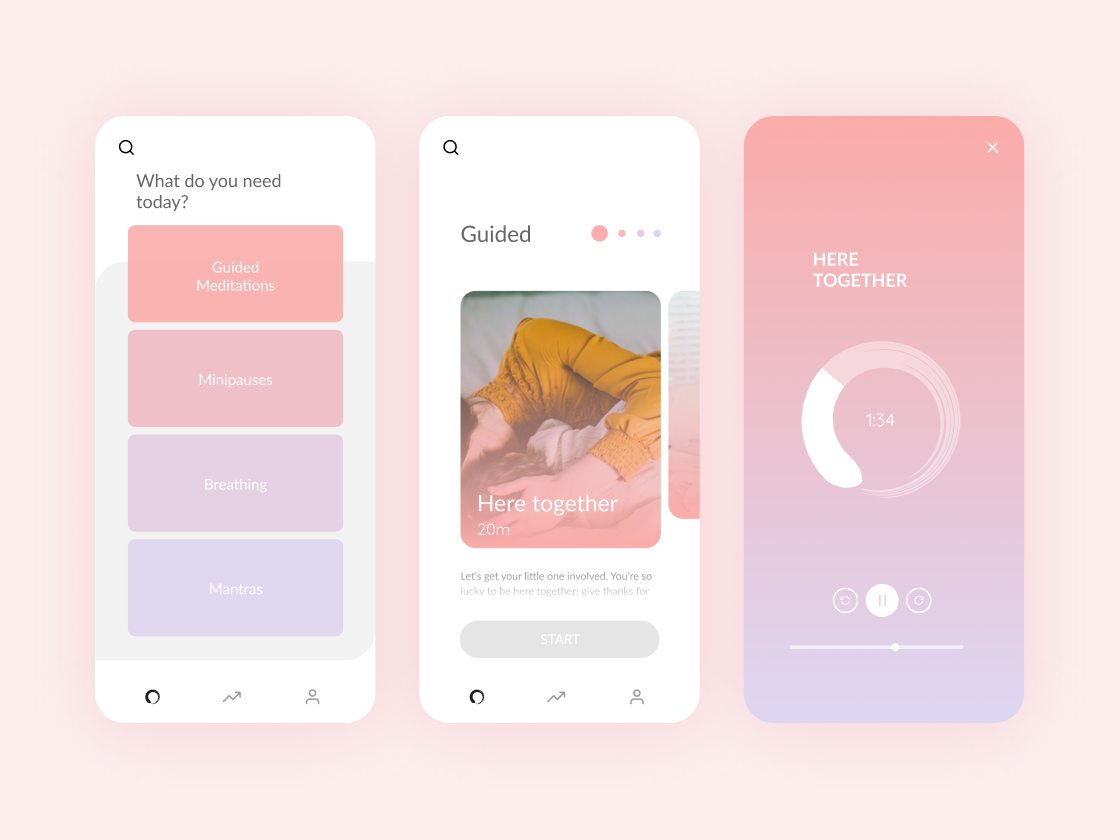 What do you need
today?
Guided
Meditations
Minipauses
Breathing
Mantras
Guided
Here together
20m
Let's get your little one involved. You're so
lucky to be here together; give thanks for
START
HERE
TOGETHER
1:34